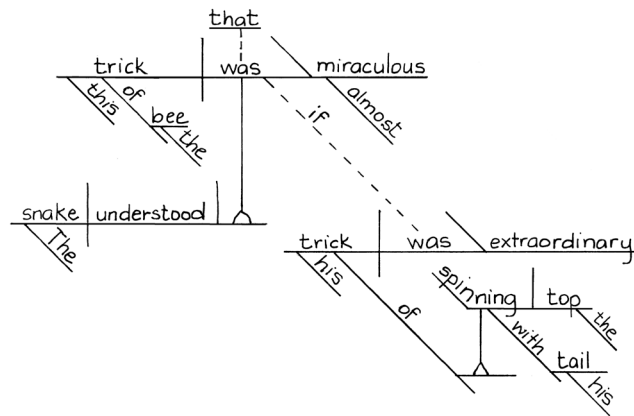 that
trick was miraculous
this of bee the if almost
snake understood
The
trick was extraordinary
his of spinning top the
with tail his